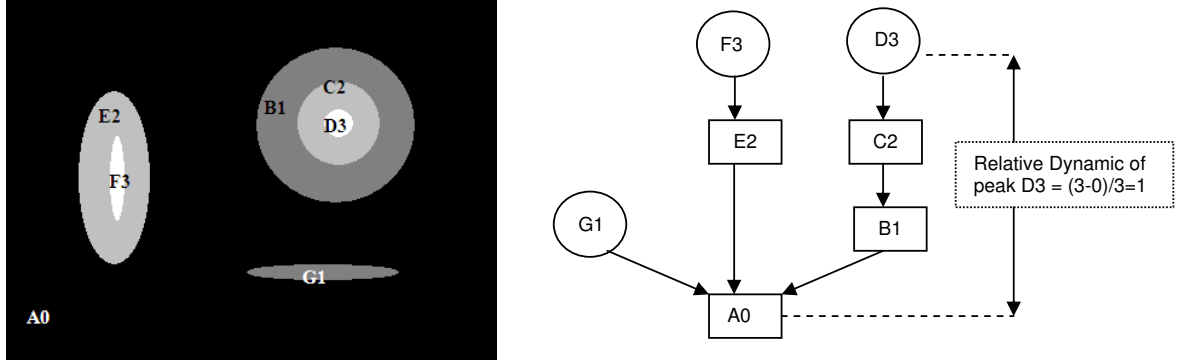 C2
B1
E2
D3
F3
G1
A0
F3
D3
E2
C2
Relative Dynamic of
peak D3 = (3-0)/3=1
G1
B1
A0